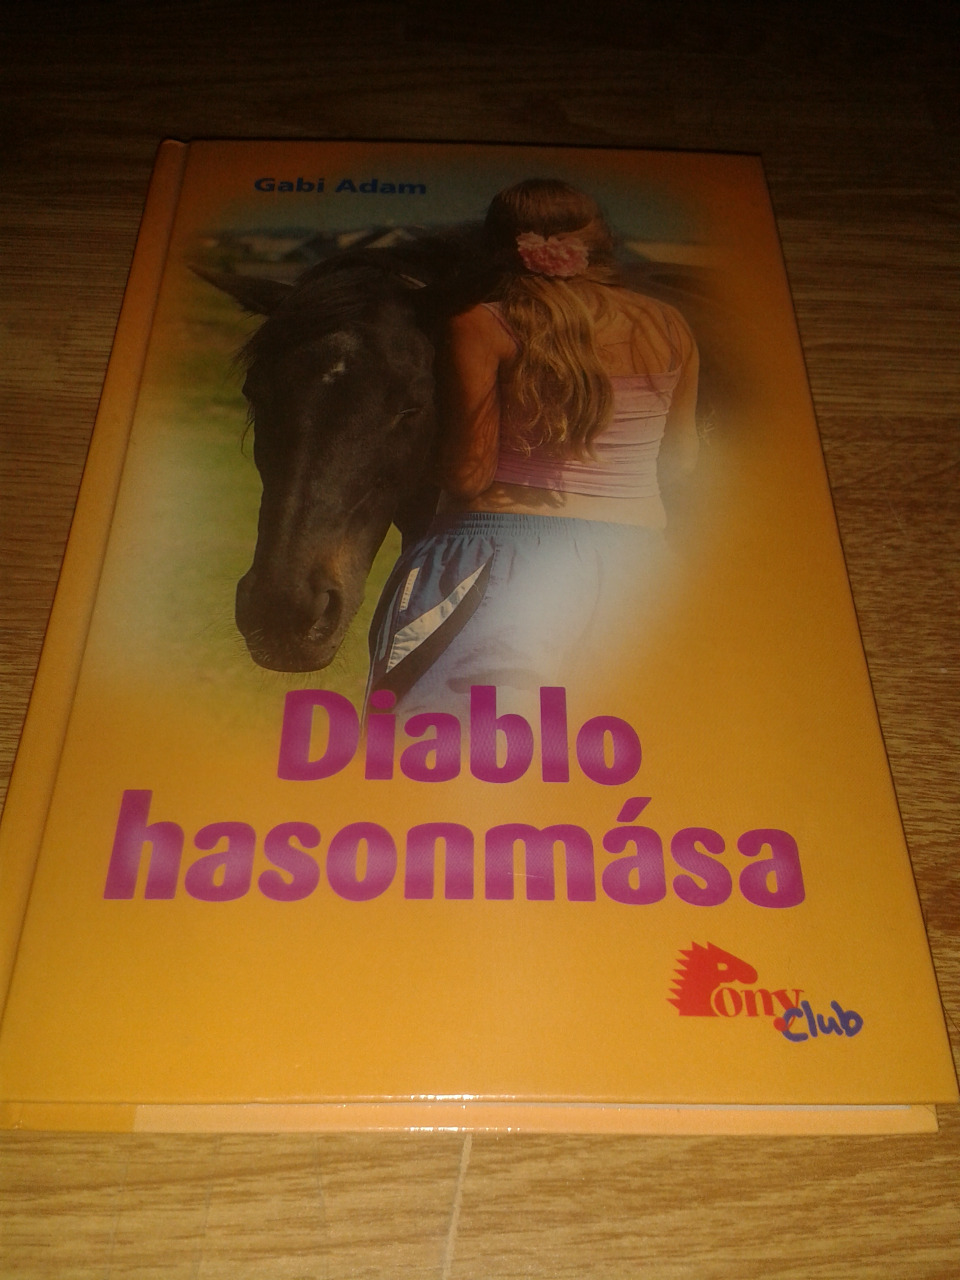 Gabi Adam
Diablo
hasonmása
Pony
club